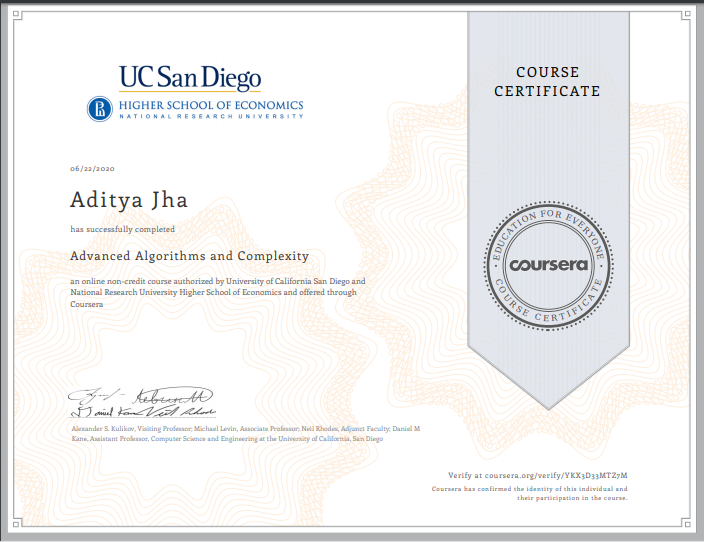 UC San Diego
HIGHER SCHOOL OF ECONOMICS
NATIONAL RESEARCH UNIVERSITY
COURSE
CERTIFICATE
06/22/2020
Aditya Jha
has successfully completed
Advanced Algorithms and Complexity
an online non-credit course authorized by University of California San Diego and
National Research University Higher School of Economics and offered through
Coursera
EDUCATION FOR EVERYONE
coursera
COURSE CERTIFICATE
Alexander S. Kulikov, Visiting Professor; Michael Levin, Associate Professor; Neil Rhodes, Adjunct Faculty; Daniel M
Kane, Assistant Professor, Computer Science and Engineering at the University of California, San Diego
Verify at coursera.org/verify/YKX3D33MTZ7M
Coursera has confirmed the identity of this individual and
their participation in the course.